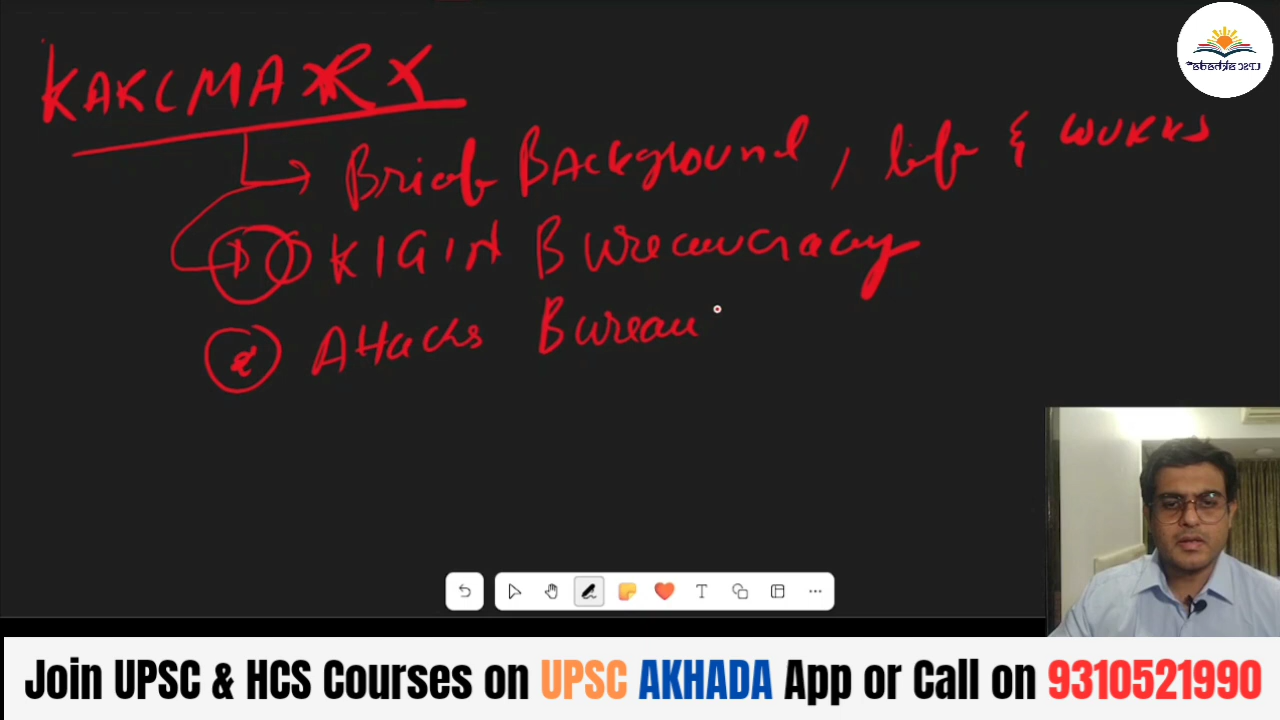 KARLMARX
Brief Background, life & works
① ORIGIN Bureaucracy
② Attacks Bureau
Join UPSC & HCS Courses on UPSC AKHADA App or Call on 9310521990